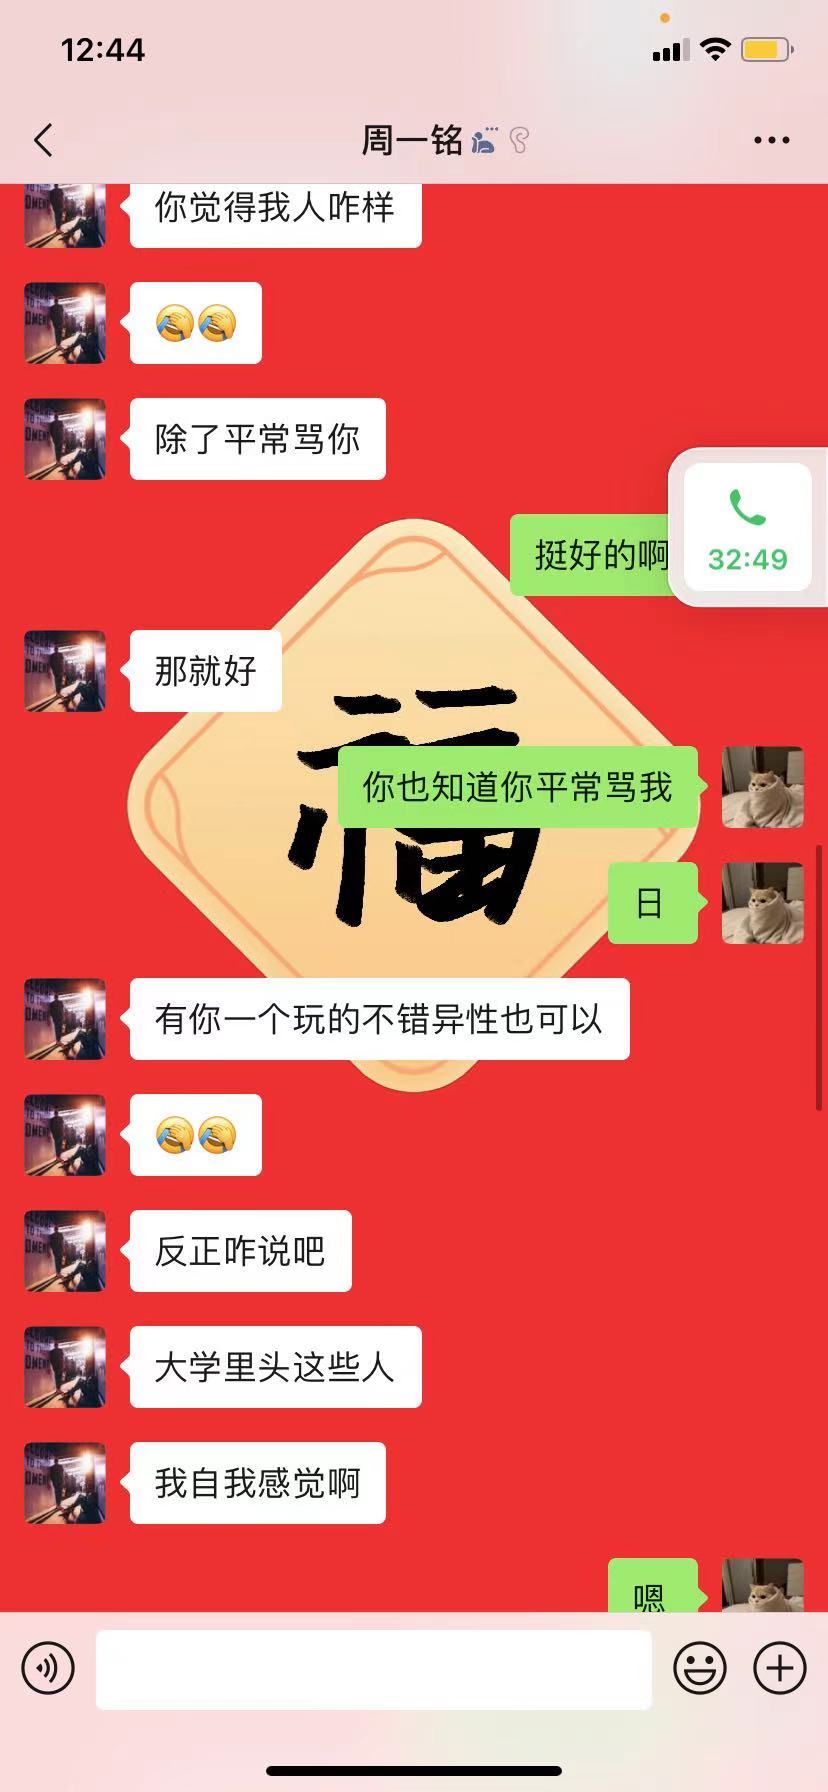 12:44
周一铭
你觉得我人咋样
🤦🤦
除了平常骂你
挺好的啊
32:49
那就好
你也知道你平常骂我
日
福
有你一个玩的不错异性也可以
反正咋说吧
大学里头这些人
我自我感觉啊
嗯